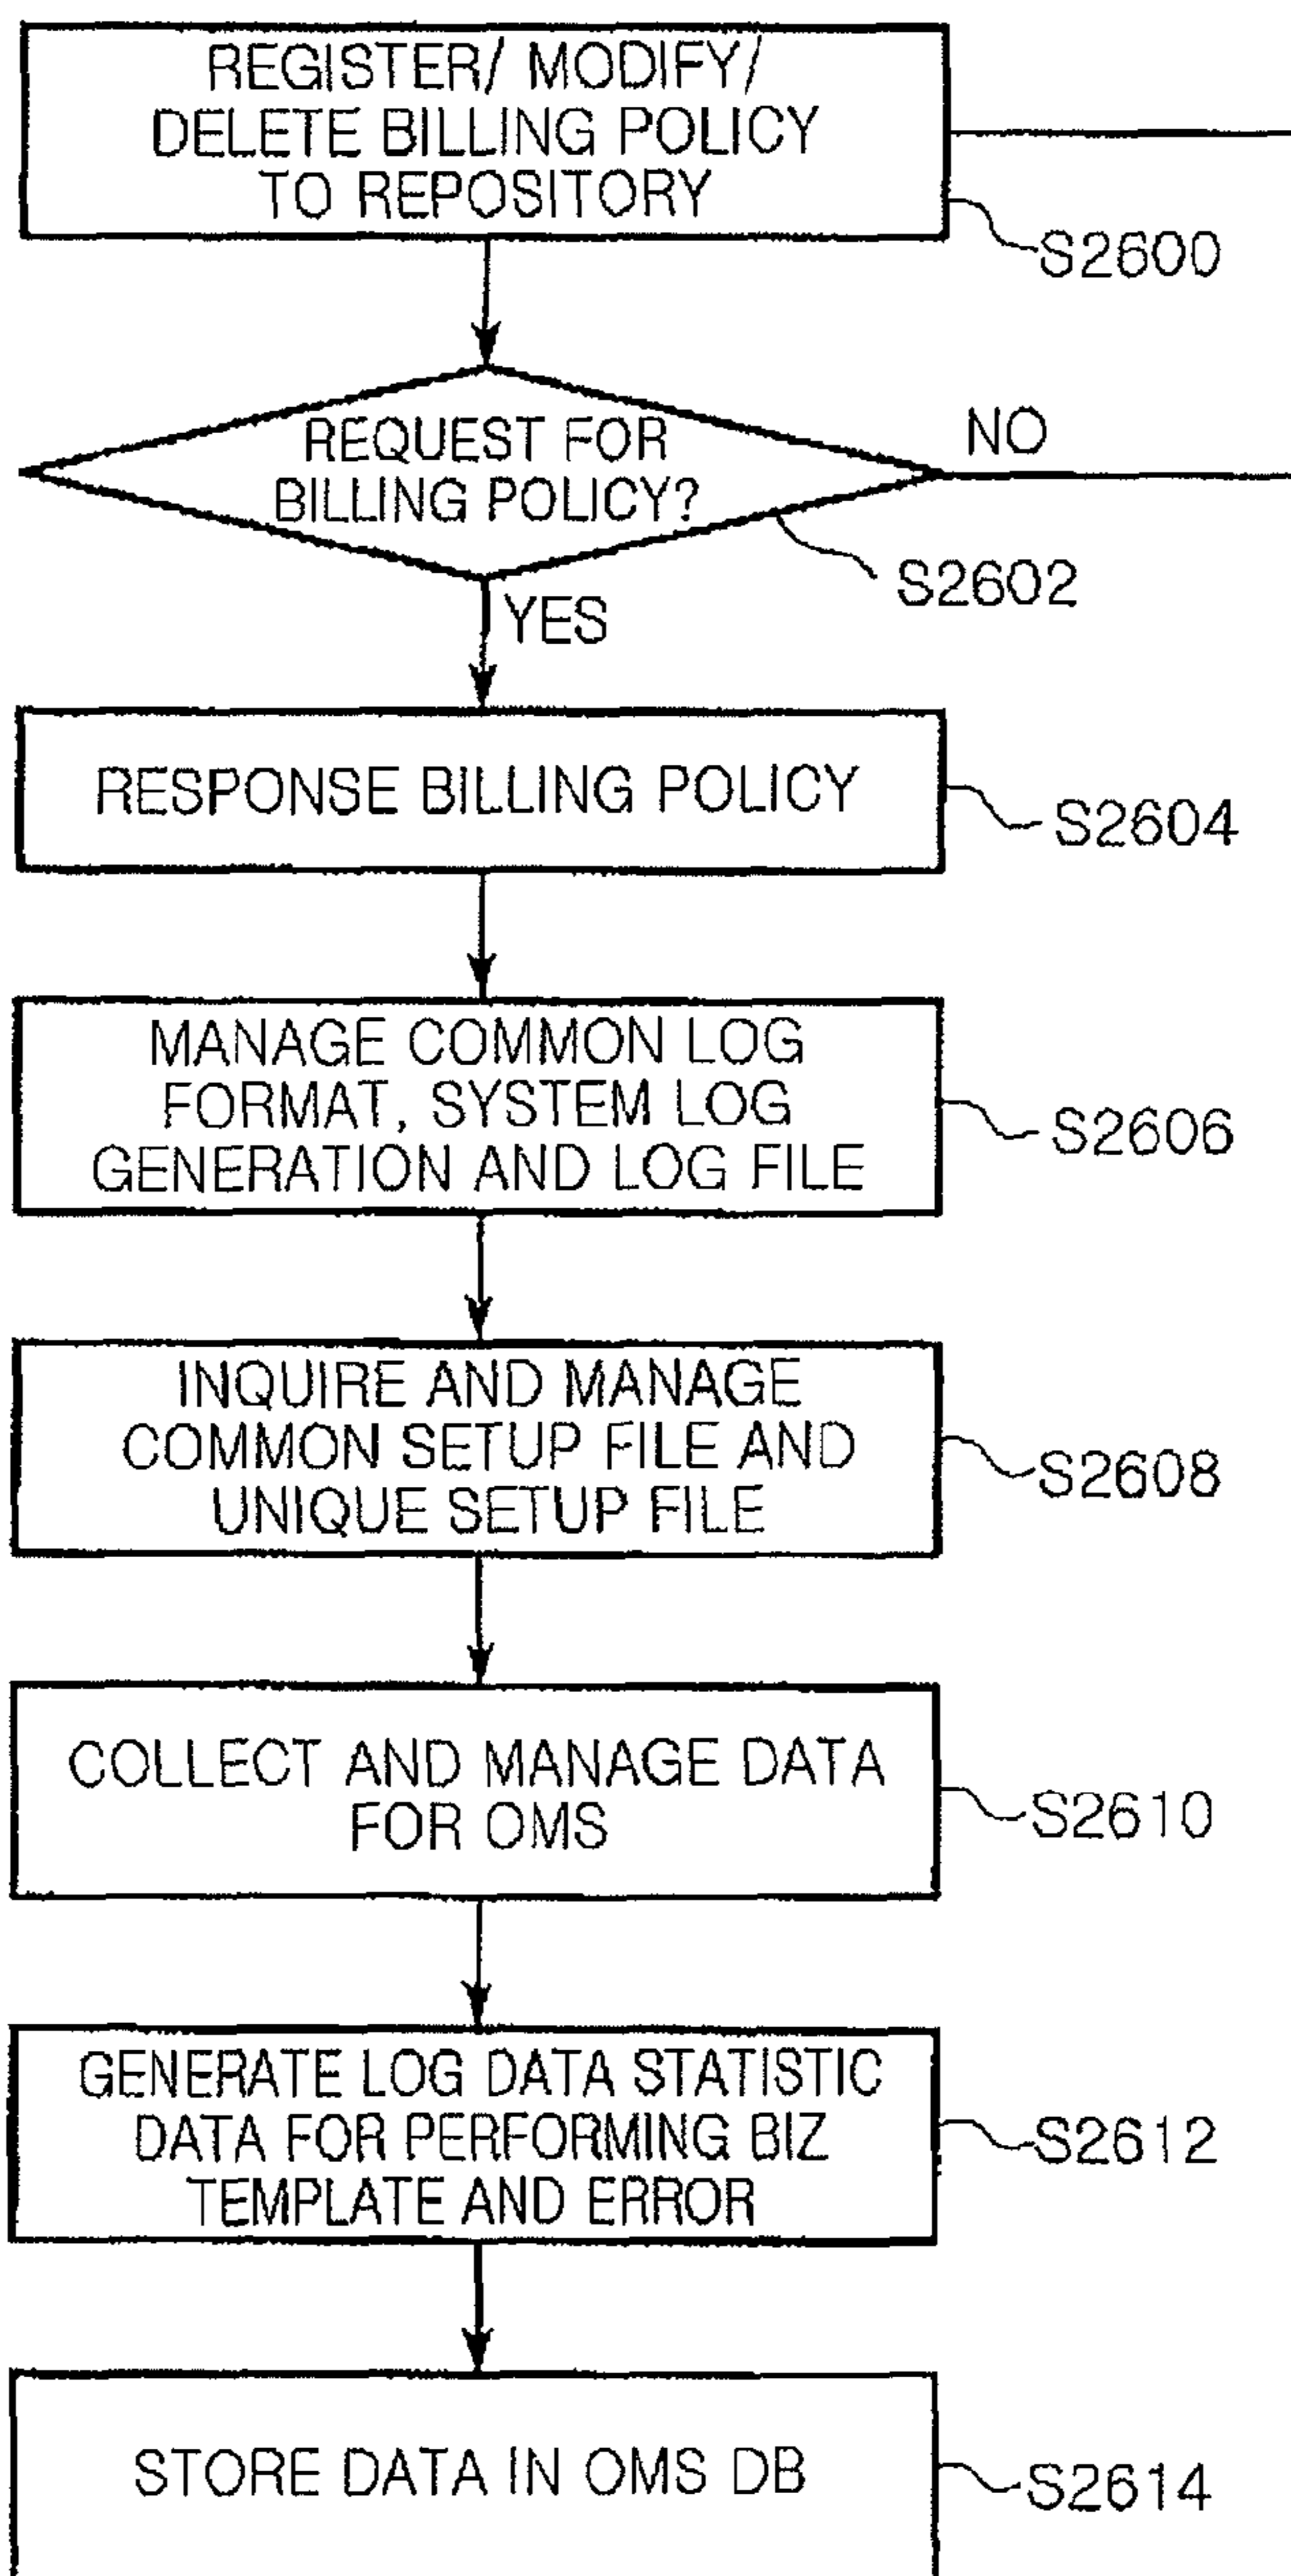 REGISTER/ MODIFY/
DELETE BILLING POLICY
TO REPOSITORY
S2600
REQUEST FOR
BILLING POLICY?
NO
S2602
YES
RESPONSE BILLING POLICY
S2604
MANAGE COMMON LOG
FORMAT, SYSTEM LOG
GENERATION AND LOG FILE
S2606
INQUIRE AND MANAGE
COMMON SETUP FILE AND
UNIQUE SETUP FILE
S2608
COLLECT AND MANAGE DATA
FOR OMS
S2610
GENERATE LOG DATA STATISTIC
DATA FOR PERFORMING BIZ
TEMPLATE AND ERROR
S2612
STORE DATA IN OMS DB
S2614